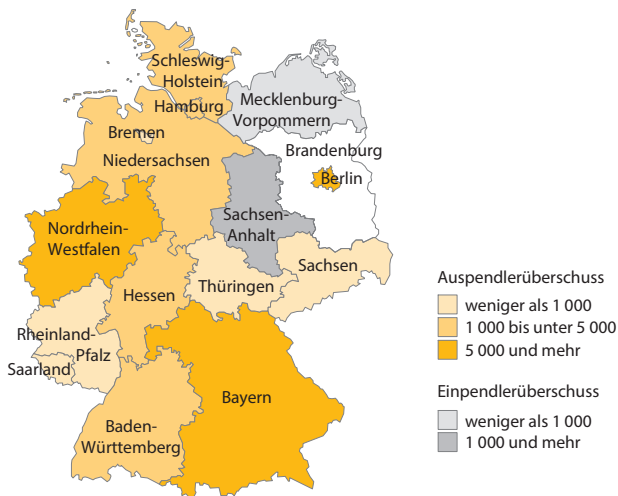 Schleswig-
Holstein
Hamburg
Mecklenburg-
Vorpommern
Bremen
Niedersachsen
Brandenburg
Berlin
Sachsen-
Anhalt
Nordrhein-
Westfalen
Sachsen
Thüringen
Hessen
Rheinland-
Pfalz
Saarland
Bayern
Baden-
Württemberg
Auspendlerüberschuss
weniger als 1 000
1 000 bis unter 5 000
5 000 und mehr
Einpendlerüberschuss
weniger als 1 000
1 000 und mehr